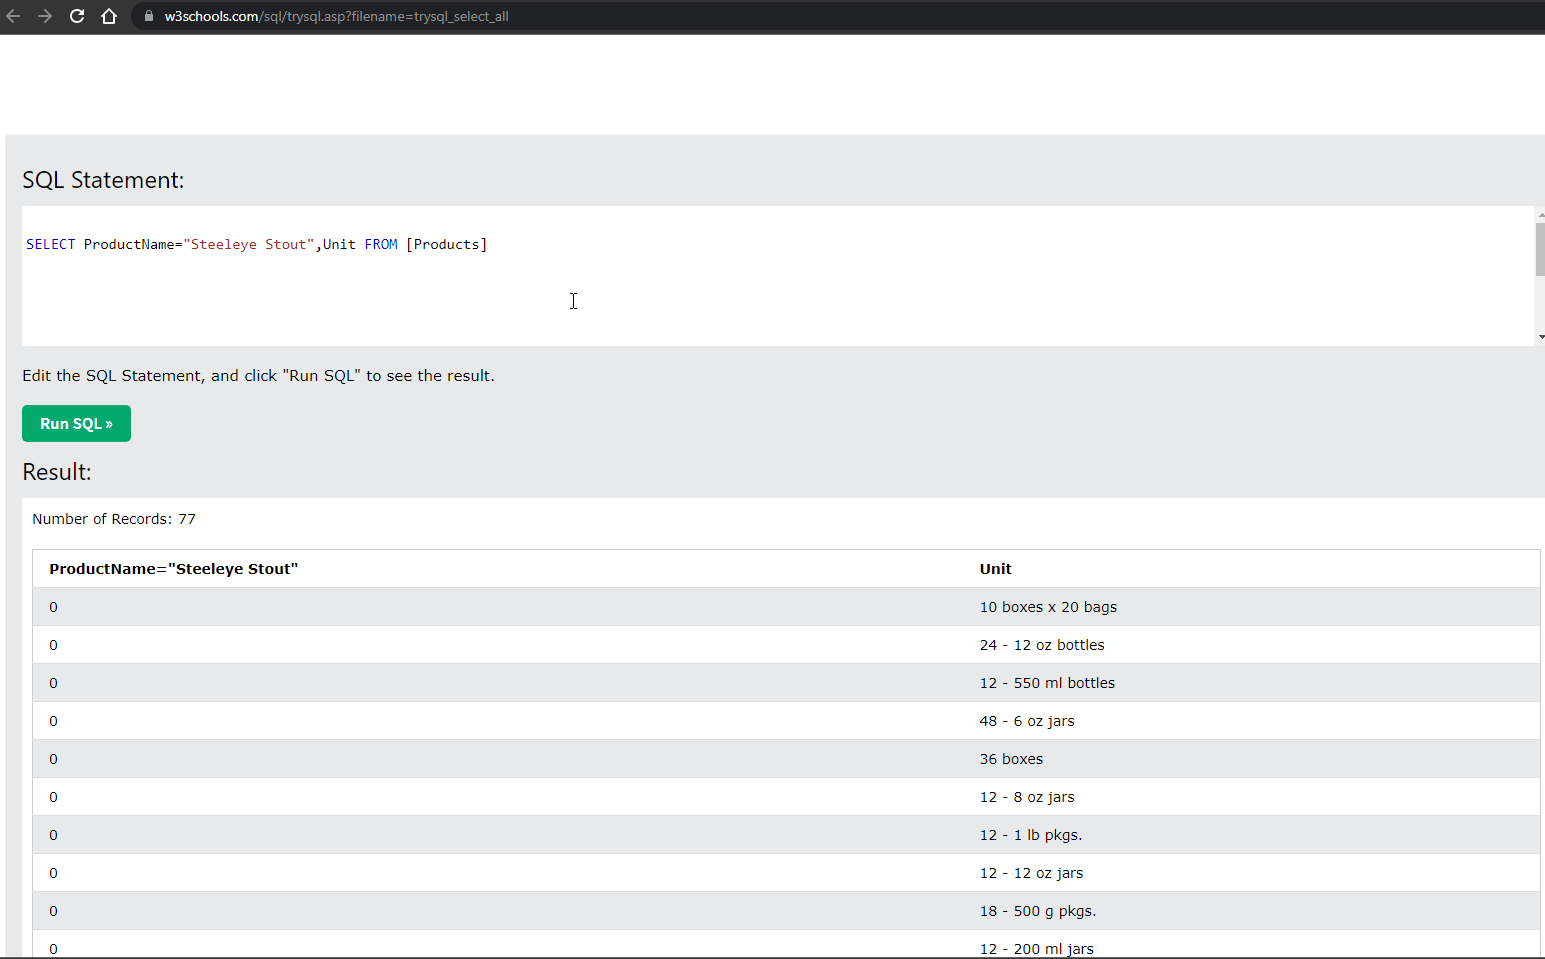 w3schools.com/sql/trysql.asp?filename=trysql_select_all
SQL Statement:
SELECT ProductName="Steeleye Stout",Unit FROM [Products]
Edit the SQL Statement, and click "Run SQL" to see the result.
Run SQL »
Result:
Number of Records: 77
ProductName="Steeleye Stout" Unit
0 10 boxes x 20 bags
0 24 - 12 oz bottles
0 12 - 550 ml bottles
0 48 - 6 oz jars
0 36 boxes
0 12 - 8 oz jars
0 12 - 1 lb pkgs.
0 12 - 12 oz jars
0 18 - 500 g pkgs.
0 12 - 200 ml jars